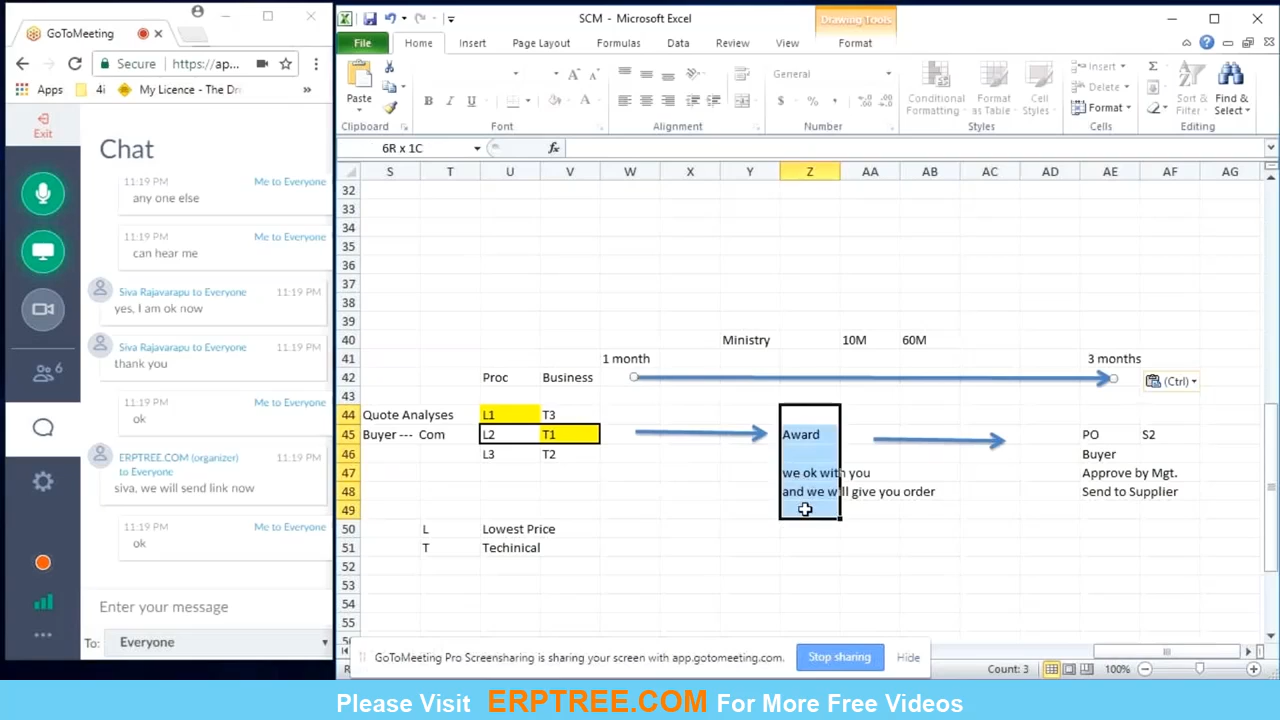 GoToMeeting
Secure https://ap...
Apps 4i My Licence - The Dri »
Exit
Chat
11:19 PM Me to Everyone
any one else
11:19 PM Me to Everyone
can hear me
Siva Rajavarapu to Everyone 11:19 PM
yes, I am ok now
Siva Rajavarapu to Everyone 11:19 PM
thank you
11:19 PM Me to Everyone
ok
6
ERPTREE.COM (organizer) 11:19 PM
to Everyone
siva, we will send link now
11:19 PM Me to Everyone
ok
Enter your message
To: Everyone
SCM - Microsoft Excel
Drawing Tools
File Home Insert Page Layout Formulas Data Review View Format
Paste
B I U A A A
General
$ % ,
Conditional Formatting
Format as Table
Cell Styles
Insert
Delete
Format
Sort & Filter
Find & Select
Clipboard Font Alignment Number Styles Cells Editing
6R x 1C fx
S T U V W X Y Z AA AB AC AD AE AF AG
32
33
34
35
36
37
38
39
40 Ministry 10M 60M
41 1 month 3 months
42 Proc Business (Ctrl)
43
44 Quote Analyses L1 T3
45 Buyer --- Com L2 T1 Award PO S2
46 L3 T2 Buyer
47 we ok with you Approve by Mgt.
48 and we will give you order Send to Supplier
49
50 L Lowest Price
51 T Techinical
52
53
54
55
GoToMeeting Pro Screensharing is sharing your screen with app.gotomeeting.com. Stop sharing Hide
Count: 3 100%
Please Visit ERPTREE.COM For More Free Videos